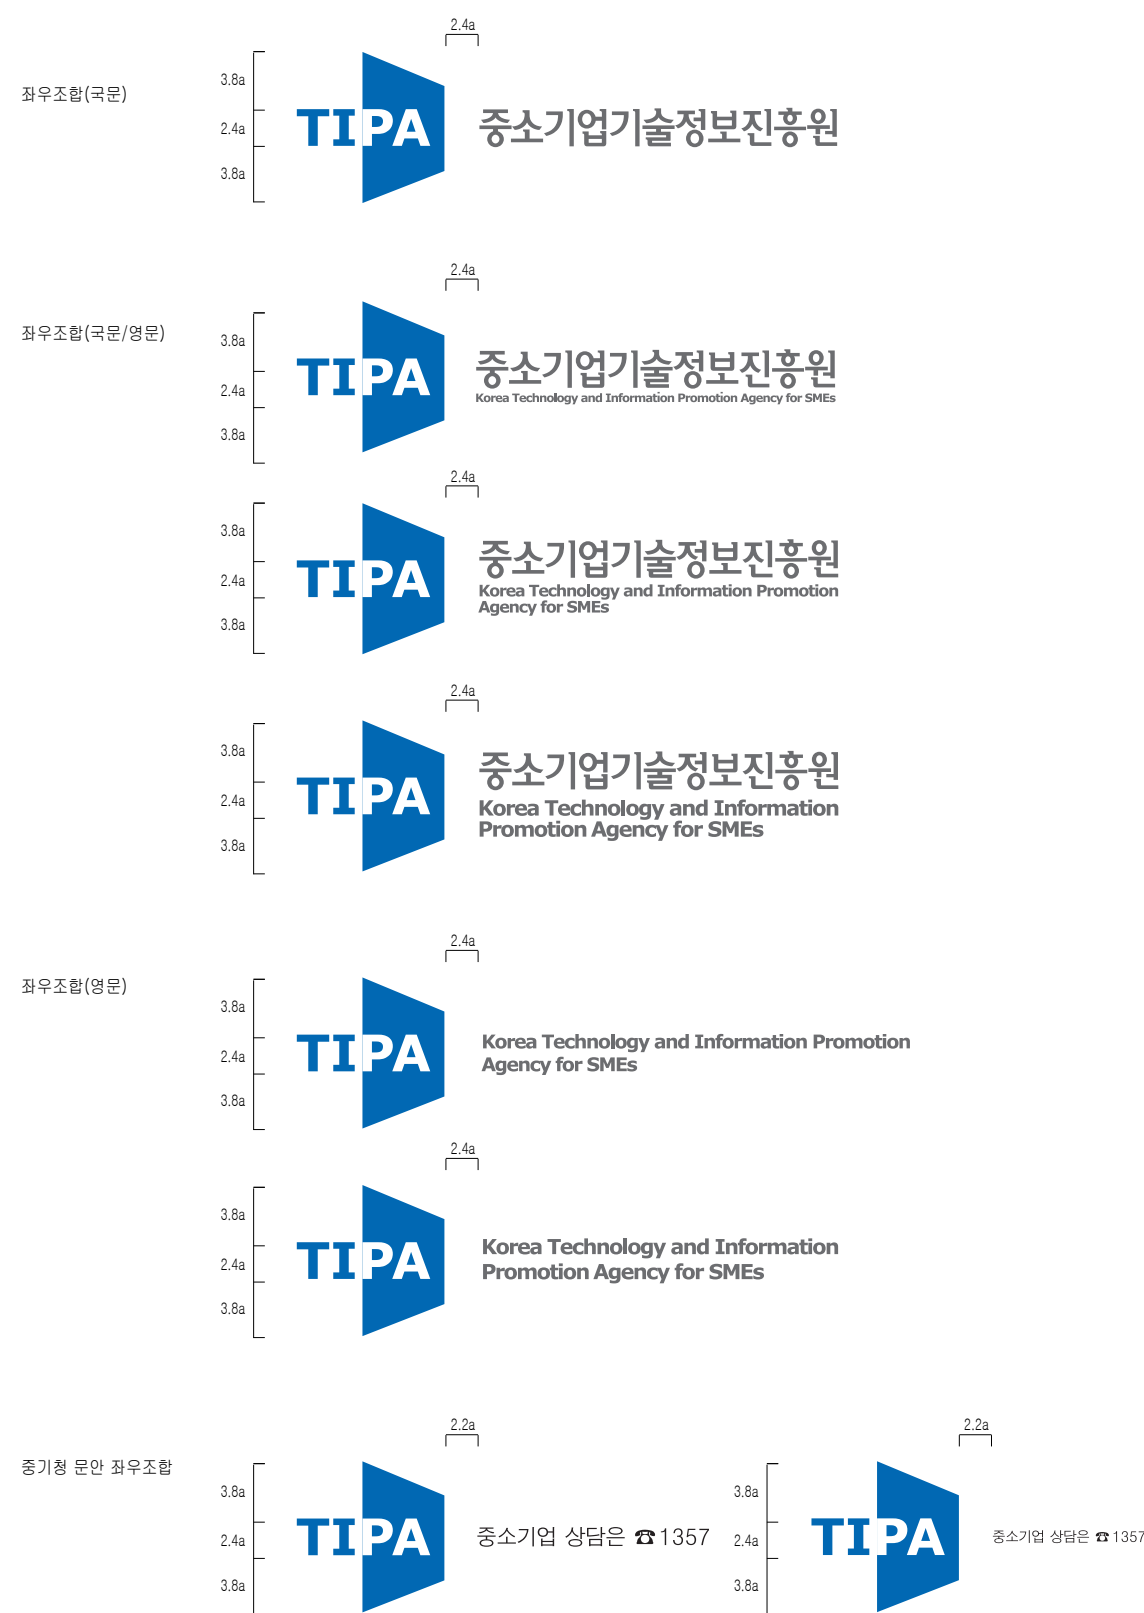 2.4a
좌우조합(국문)
3.8a
2.4a
3.8a
TIPA
중소기업기술정보진흥원
2.4a
좌우조합(국문/영문)
3.8a
2.4a
3.8a
TIPA
중소기업기술정보진흥원
Korea Technology and Information Promotion Agency for SMEs
2.4a
3.8a
2.4a
3.8a
TIPA
중소기업기술정보진흥원
Korea Technology and Information Promotion
Agency for SMEs
2.4a
3.8a
2.4a
3.8a
TIPA
중소기업기술정보진흥원
Korea Technology and Information
Promotion Agency for SMEs
2.4a
좌우조합(영문)
3.8a
2.4a
3.8a
TIPA
Korea Technology and Information Promotion
Agency for SMEs
2.4a
3.8a
2.4a
3.8a
TIPA
Korea Technology and Information
Promotion Agency for SMEs
중기청 문안 좌우조합
2.2a
3.8a
2.4a
3.8a
TIPA
중소기업 상담은 ☎1357
2.2a
3.8a
2.4a
3.8a
TIPA
중소기업 상담은 ☎1357